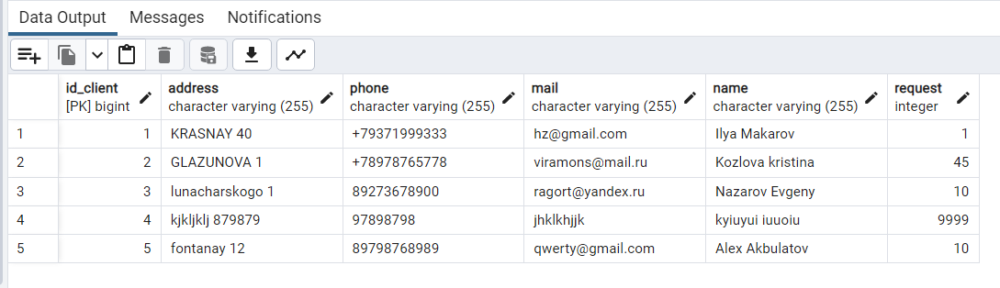 Data Output Messages Notifications
id_client address phone mail name request
[PK] bigint character varying (255) character varying (255) character varying (255) character varying (255) integer
1 1 KRASNAY 40 +79371999333 hz@gmail.com Ilya Makarov 1
2 2 GLAZUNOVA 1 +78978765778 viramons@mail.ru Kozlova kristina 45
3 3 lunacharskogo 1 89273678900 ragort@yandex.ru Nazarov Evgeny 10
4 4 kjkljklj 879879 97898798 jhklkhjjk kyiuyui iuuoiu 9999
5 5 fontanay 12 89798768989 qwerty@gmail.com Alex Akbulatov 10